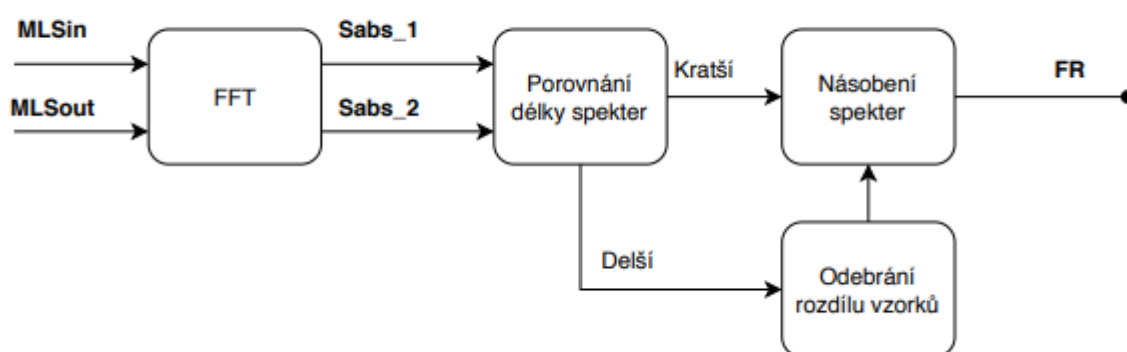 MLSin
Sabs_1
MLSout
Sabs_2
FFT
Porovnání
délky spekter
Kratší
Násobení
spekter
FR
Delší
Odebrání
rozdílu vzorků